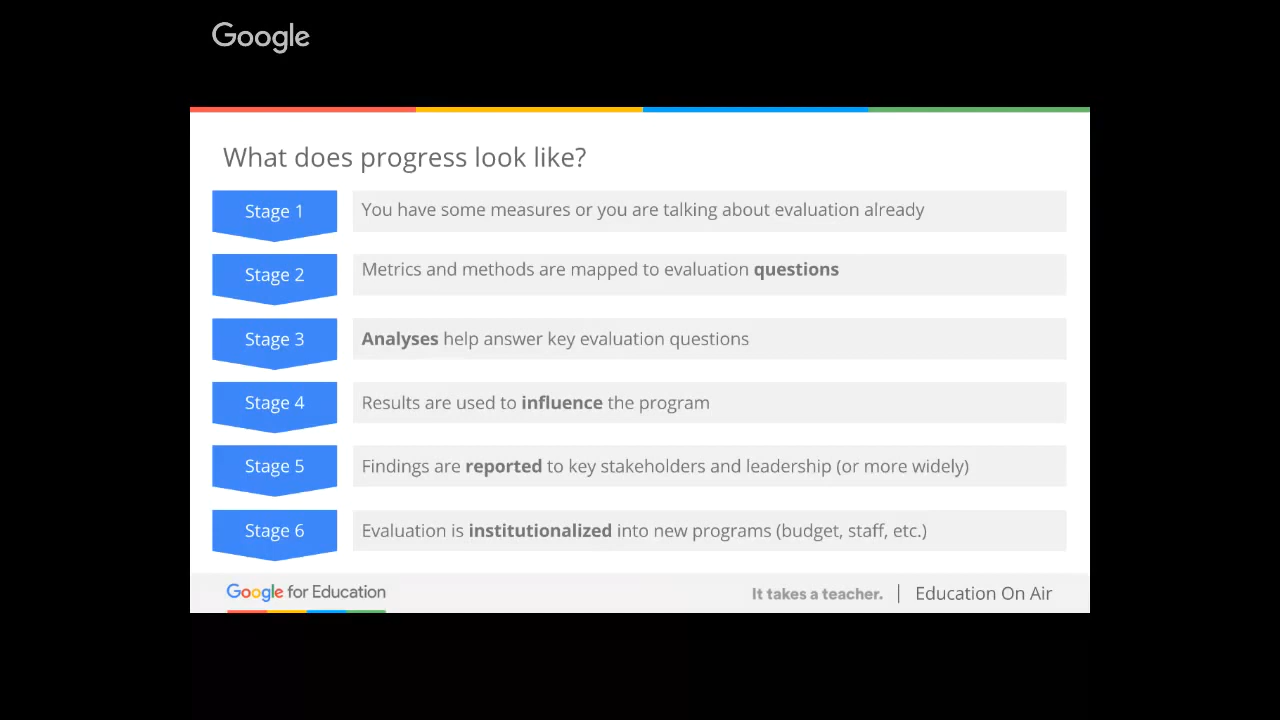 Google
What does progress look like?
Stage 1
You have some measures or you are talking about evaluation already
Stage 2
Metrics and methods are mapped to evaluation questions
Stage 3
Analyses help answer key evaluation questions
Stage 4
Results are used to influence the program
Stage 5
Findings are reported to key stakeholders and leadership (or more widely)
Stage 6
Evaluation is institutionalized into new programs (budget, staff, etc.)
Google for Education
It takes a teacher. | Education On Air